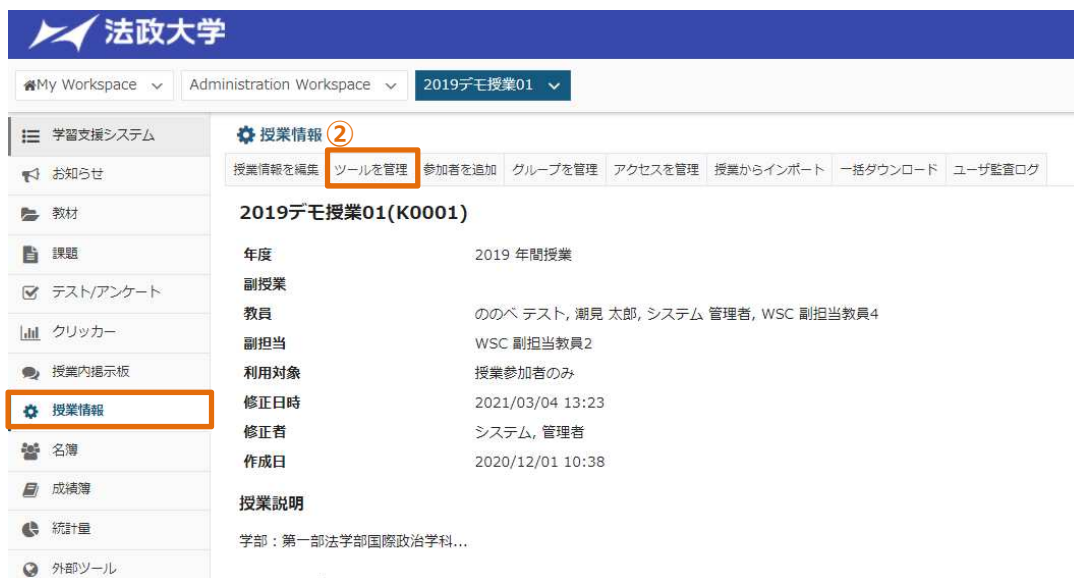 法政大学
My Workspace Administration Workspace 2019デモ授業01
学習支援システム
お知らせ
教材
課題
テスト/アンケート
クリッカー
授業内掲示板
授業情報
名簿
成績簿
統計量
外部ツール
授業情報 ②
授業情報を編集 ツールを管理 参加者を追加 グループを管理 アクセスを管理 授業からインポート 一括ダウンロード ユーザ監査ログ
2019デモ授業01(K0001)
年度 2019 年間授業
副授業
教員 ののべ テスト, 潮見 太郎, システム 管理者, WSC 副担当教員4
副担当 WSC 副担当教員2
利用対象 授業参加者のみ
修正日時 2021/03/04 13:23
修正者 システム, 管理者
作成日 2020/12/01 10:38
授業説明
学部：第一部法学部国際政治学科...